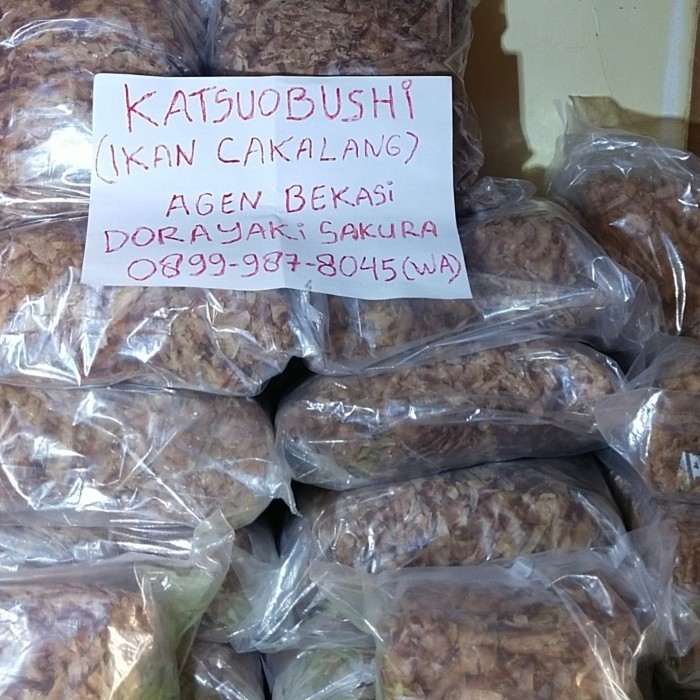 KATSUOBUSHi
(IKAN CAKALANG)
AGEN BEKASi
DORAYAKi SAKURA
0899-987-8045(WA)